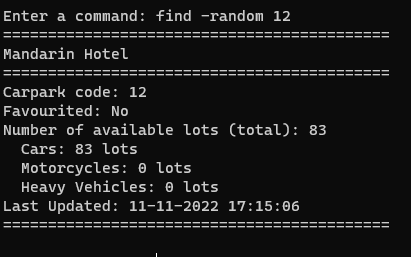 Enter a command: find -random 12
===========================================
Mandarin Hotel
===========================================
Carpark code: 12
Favourited: No
Number of available lots (total): 83
  Cars: 83 lots
  Motorcycles: 0 lots
  Heavy Vehicles: 0 lots
Last Updated: 11-11-2022 17:15:06
===========================================